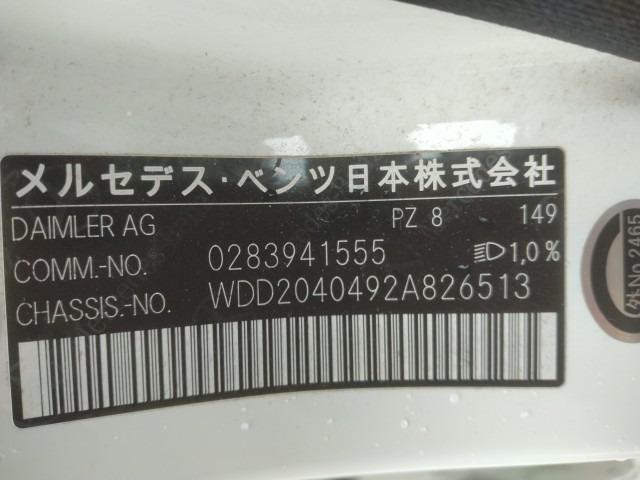 メルセデス・ベンツ日本株式会社
DAIMLER AG PZ 8 149
COMM.-NO. 0283941555 1,0%
CHASSIS.-NO. WDD2040492A826513